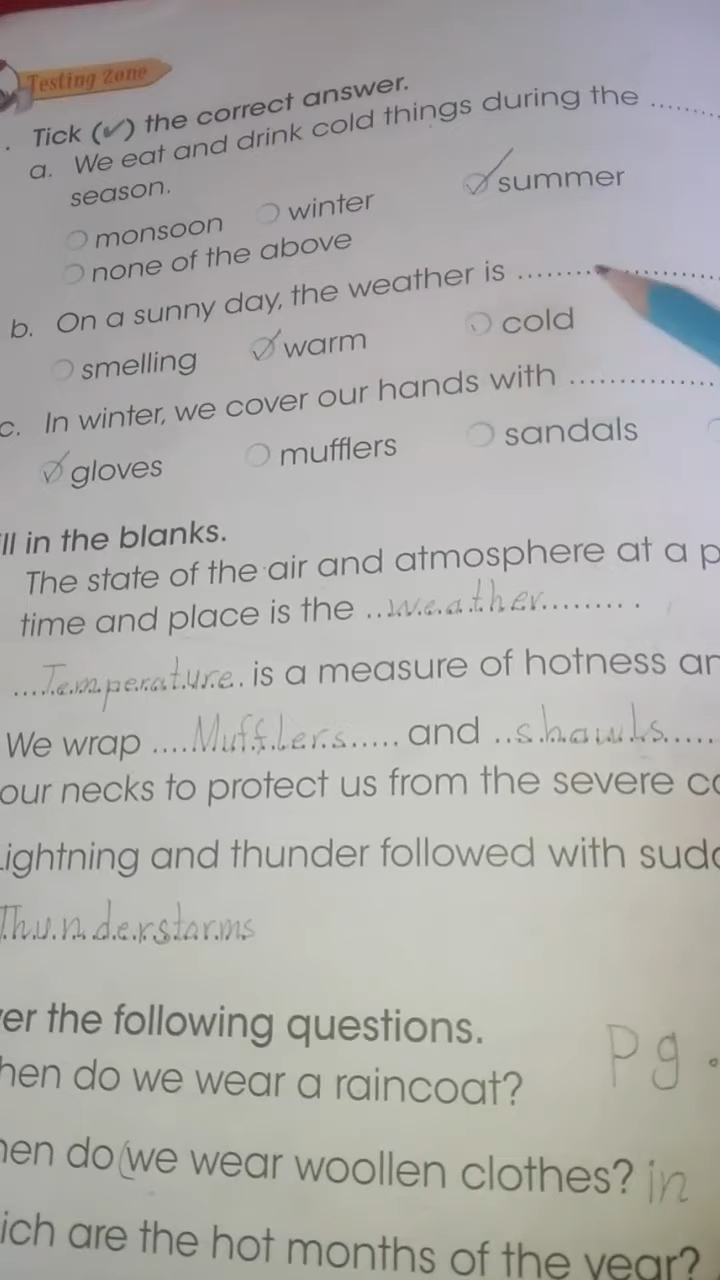 Testing Zone
Tick (✓) the correct answer.
a. We eat and drink cold things during the ........
season.
monsoon winter summer
none of the above
b. On a sunny day, the weather is ....................
smelling warm cold
c. In winter, we cover our hands with ...............
gloves mufflers sandals
ill in the blanks.
The state of the air and atmosphere at a p
time and place is the ..weather.........
...Temperature. is a measure of hotness an
We wrap ....Mufflers..... and ..shawls.....
our necks to protect us from the severe co
Lightning and thunder followed with sudd
Thunderstorms
er the following questions.
hen do we wear a raincoat? Pg.
hen do we wear woollen clothes? in
ich are the hot months of the year?